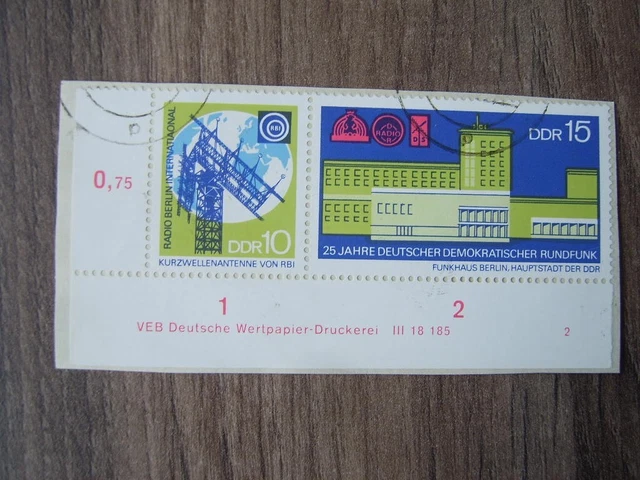 0,75
RADIO BERLIN INTERNATIONAL
RBI
DDR 10
KURZWELLENANTENNE VON RBI
RADIO
DDR
DDR 15
25 JAHRE DEUTSCHER DEMOKRATISCHER RUNDFUNK
FUNKHAUS BERLIN, HAUPTSTADT DER DDR
1
2
VEB Deutsche Wertpapier-Druckerei III 18 185
2